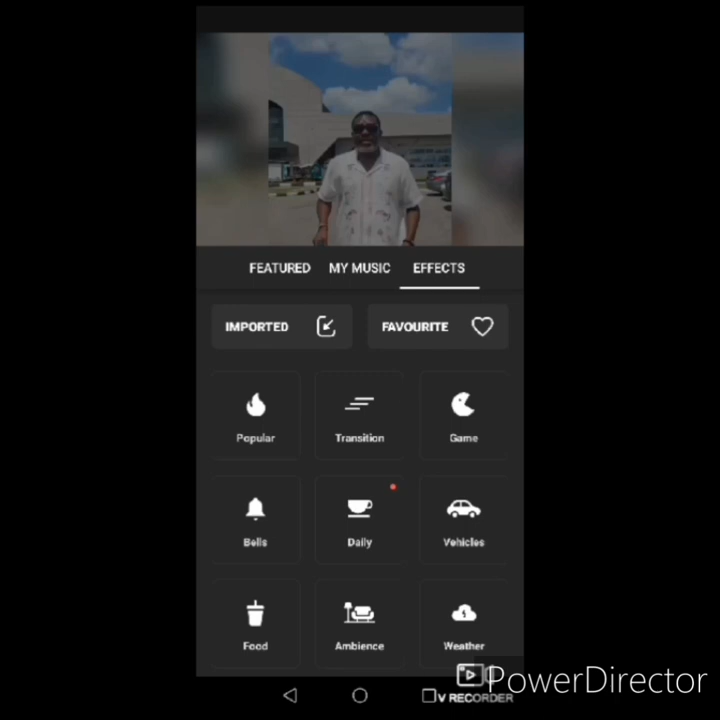 FEATURED MY MUSIC EFFECTS
IMPORTED FAVOURITE
Popular Transition Game
Bells Daily Vehicles
Food Ambience Weather
PowerDirector
V RECORDER